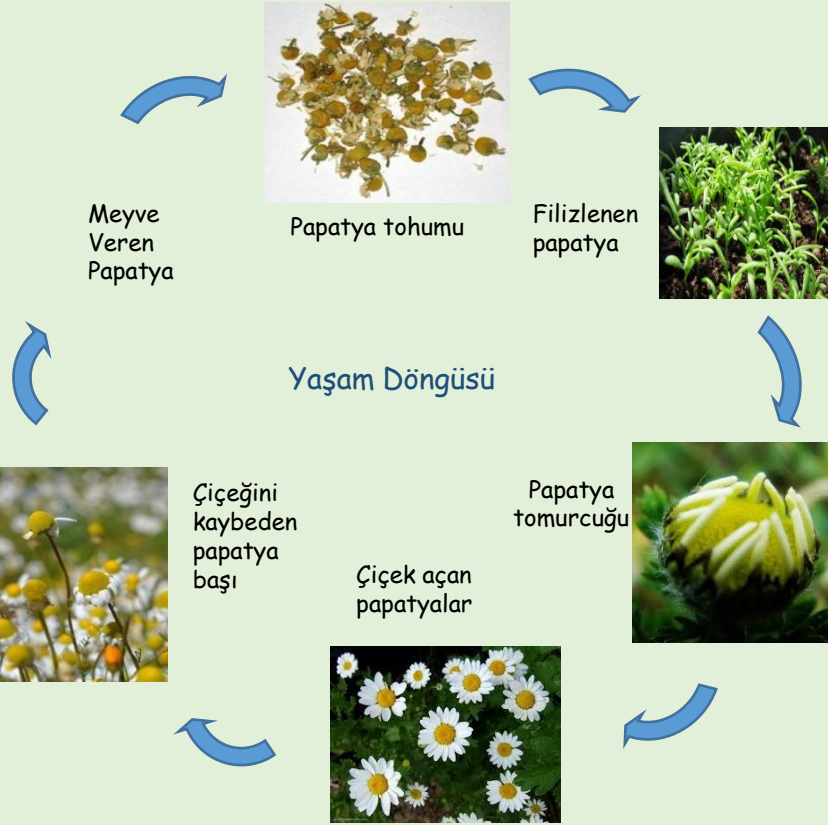 Papatya tohumu
Filizlenen
papatya
Papatya
tomurcuğu
Çiçek açan
papatyalar
Çiçeğini
kaybeden
papatya
başı
Meyve
Veren
Papatya
Yaşam Döngüsü